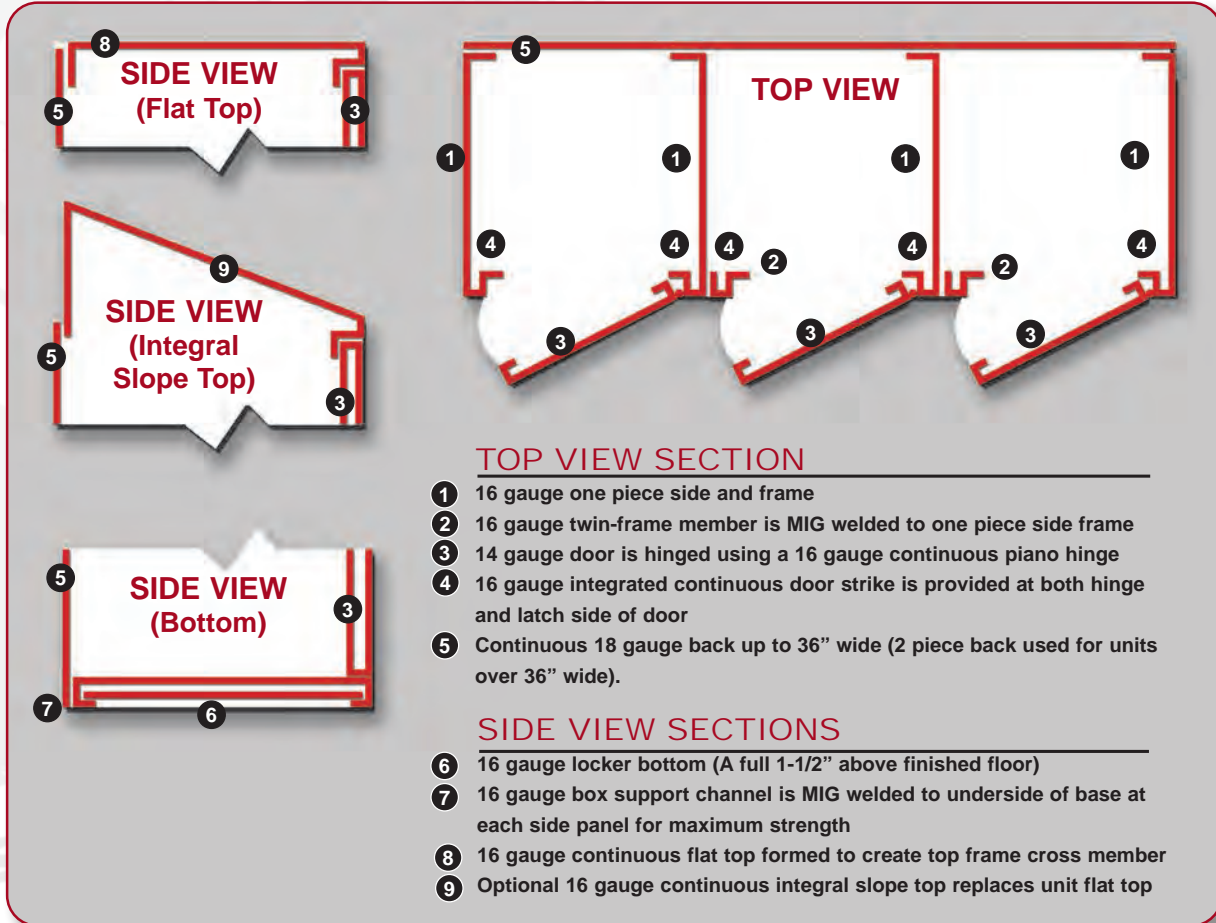 8
SIDE VIEW
(Flat Top)
5
3
9
SIDE VIEW
(Integral
Slope Top)
5
3
5
SIDE VIEW
(Bottom)
3
7
6
5
TOP VIEW
1
1
1
1
4
4
4
2
4
2
4
3
3
3
TOP VIEW SECTION
1 16 gauge one piece side and frame
2 16 gauge twin-frame member is MIG welded to one piece side frame
3 14 gauge door is hinged using a 16 gauge continuous piano hinge
4 16 gauge integrated continuous door strike is provided at both hinge
and latch side of door
5 Continuous 18 gauge back up to 36” wide (2 piece back used for units
over 36” wide).
SIDE VIEW SECTIONS
6 16 gauge locker bottom (A full 1-1/2” above finished floor)
7 16 gauge box support channel is MIG welded to underside of base at
each side panel for maximum strength
8 16 gauge continuous flat top formed to create top frame cross member
9 Optional 16 gauge continuous integral slope top replaces unit flat top